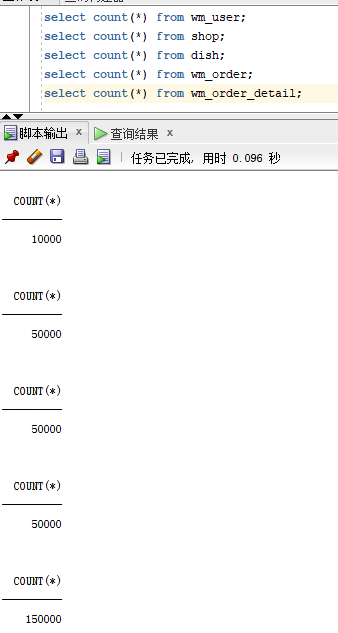 select count(*) from wm_user;
select count(*) from shop;
select count(*) from dish;
select count(*) from wm_order;
select count(*) from wm_order_detail;
脚本输出 x 查询结果 x
任务已完成, 用时 0.096 秒
COUNT(*)
----------
10000
COUNT(*)
----------
50000
COUNT(*)
----------
50000
COUNT(*)
----------
50000
COUNT(*)
----------
150000